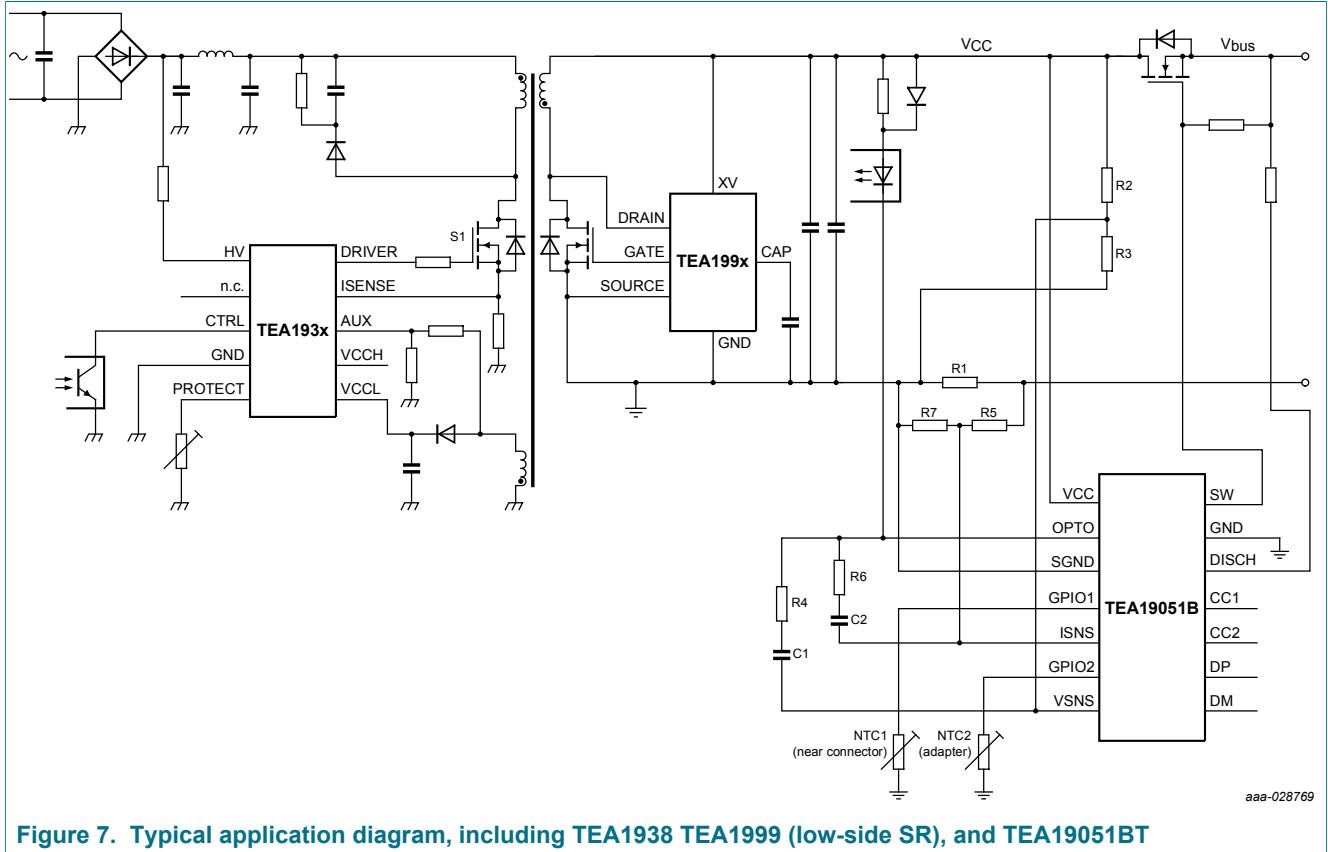 VCC
Vbus
XV
DRAIN
GATE
SOURCE
TEA199x
CAP
GND
S1
HV
n.c.
CTRL
GND
PROTECT
TEA193x
DRIVER
ISENSE
AUX
VCCH
VCCL
R2
R3
R1
R7
R5
R4
C1
R6
C2
VCC
OPTO
SGND
GPIO1
ISNS
GPIO2
VSNS
TEA19051B
SW
GND
DISCH
CC1
CC2
DP
DM
NTC1
(near connector)
NTC2
(adapter)
aaa-028769
Figure 7. Typical application diagram, including TEA1938 TEA1999 (low-side SR), and TEA19051BT